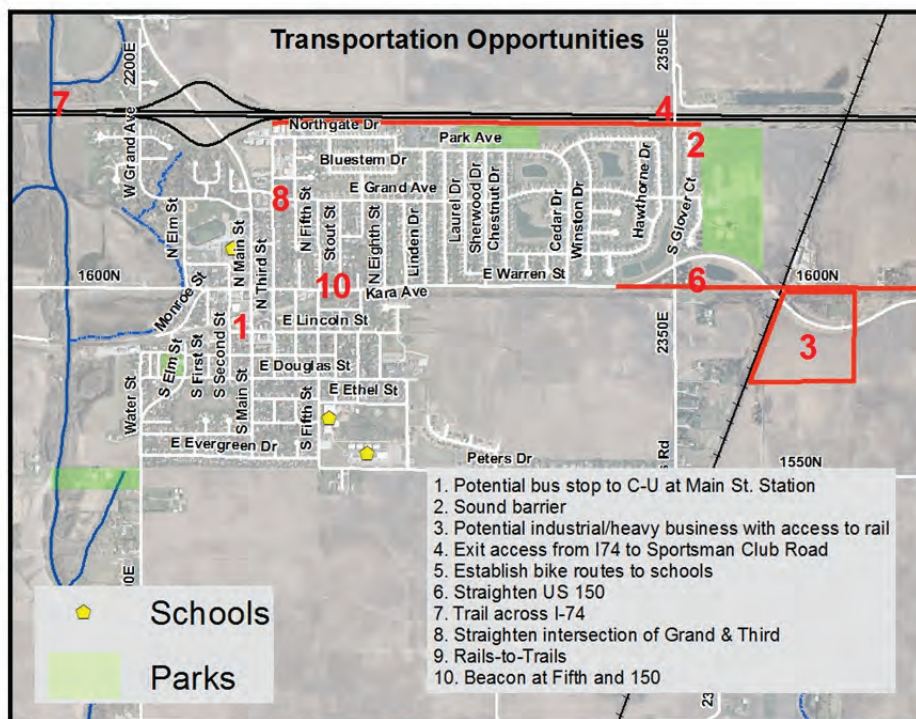 Transportation Opportunities
2200E
2350E
7
4
W Grand Ave
Northgate Dr
Park Ave
2
Bluestem Dr
E Grand Ave
8
N Elm St
N Main St
N Third St
N Fifth St
Stout St
N Eighth St
Linden Dr
Laurel Dr
Sherwood Dr
Chestnut Dr
Cedar Dr
Winston Dr
Hawthorne Dr
S Glover Ct
E Warren St
6
1600N
1600N
10
Kara Ave
Monroe St
1
E Lincoln St
2350E
3
S Elm St
S First St
S Second St
E Douglas St
E Ethel St
Water St
S Main St
S Fifth St
E Evergreen Dr
Peters Dr
1550N
1. Potential bus stop to C-U at Main St. Station
2. Sound barrier
3. Potential industrial/heavy business with access to rail
4. Exit access from I74 to Sportsman Club Road
5. Establish bike routes to schools
6. Straighten US 150
7. Trail across I-74
8. Straighten intersection of Grand & Third
9. Rails-to-Trails
10. Beacon at Fifth and 150
Schools
Parks